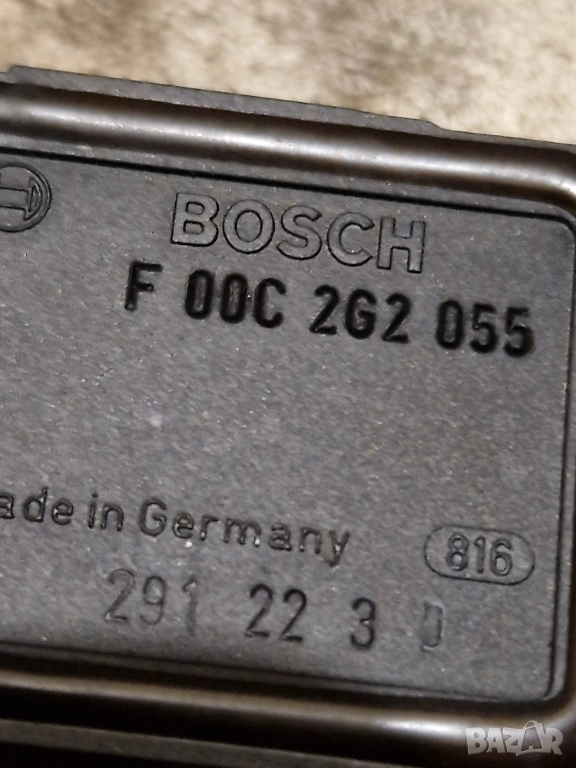 BOSCH
F 00C 2G2 055
ade in Germany
816
291 22 3
BAZAR